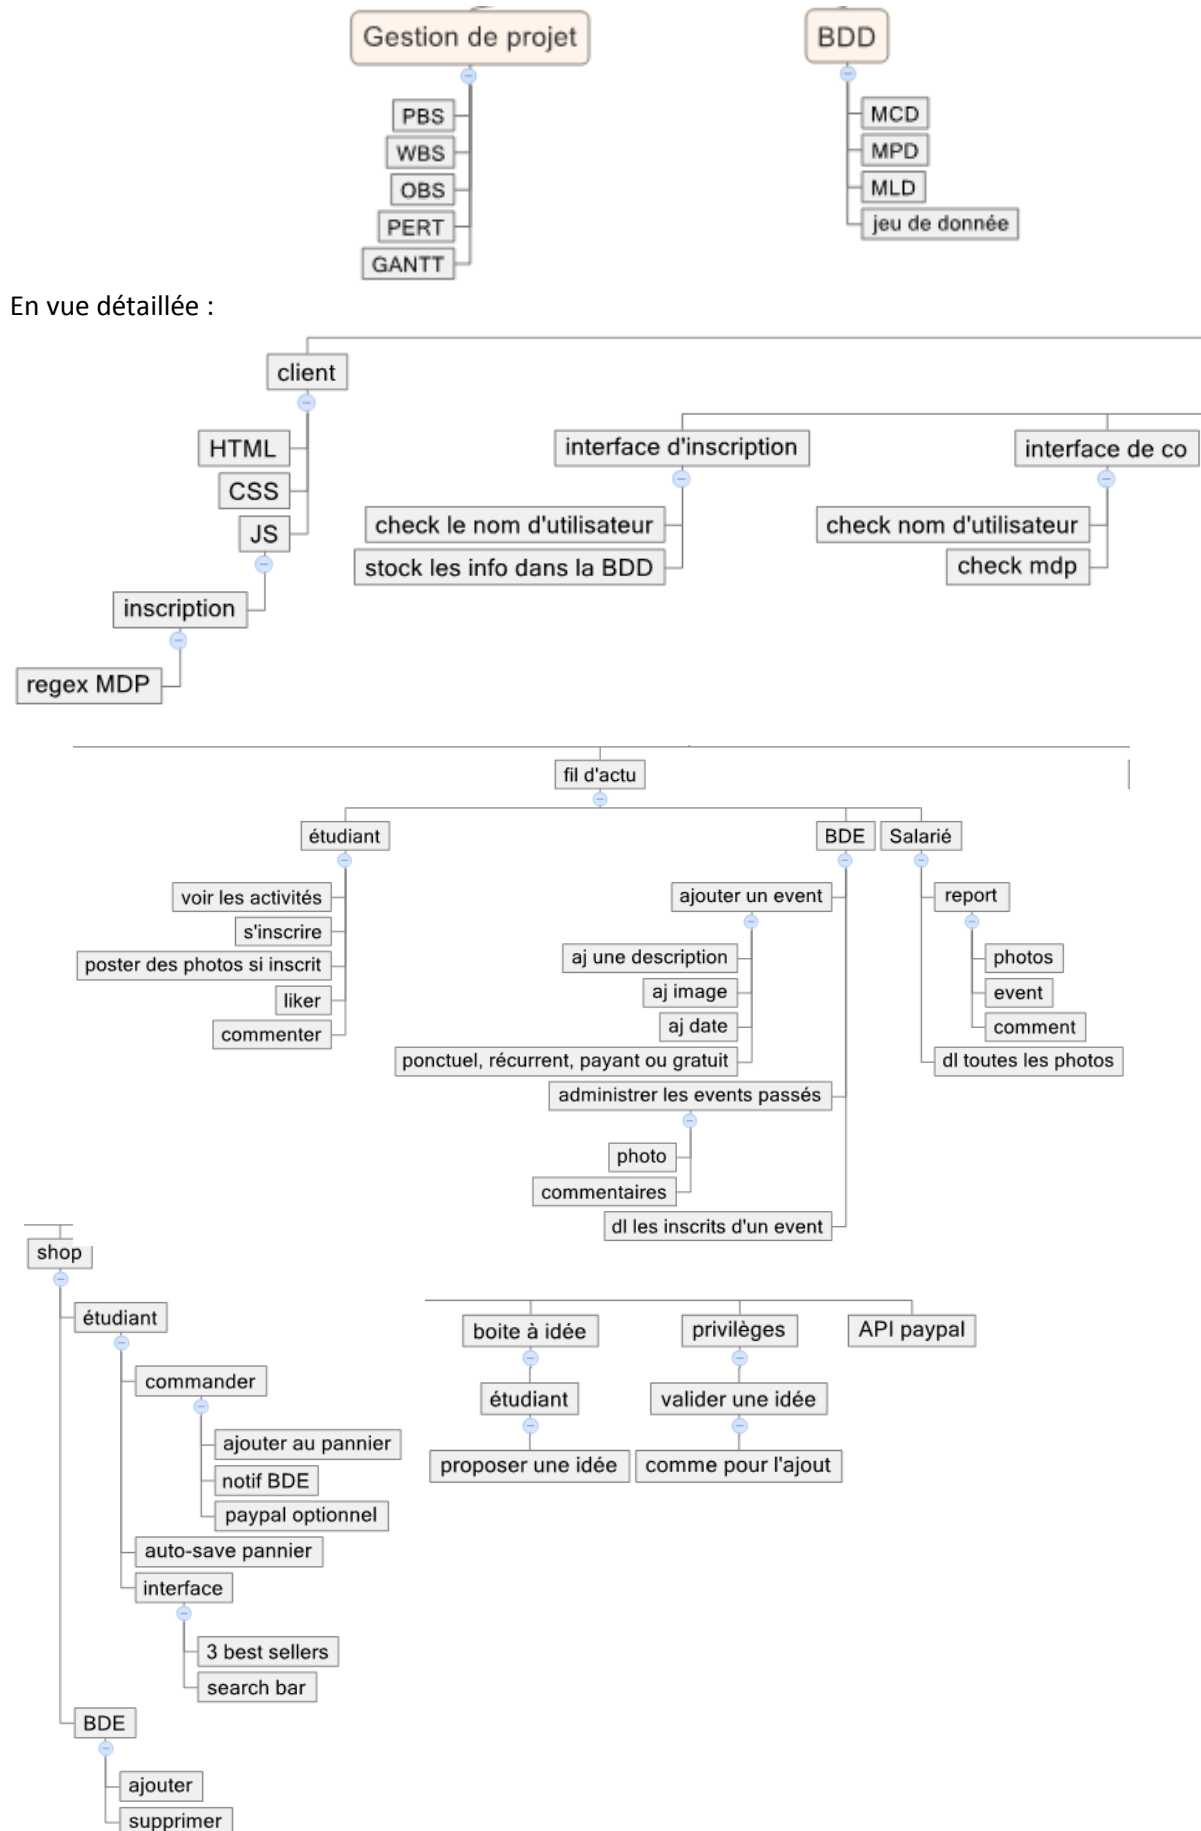 Gestion de projet
PBS
WBS
OBS
PERT
GANTT
BDD
MCD
MPD
MLD
jeu de donnée
En vue détaillée :
client
HTML
CSS
JS
inscription
regex MDP
interface d'inscription
check le nom d'utilisateur
stock les info dans la BDD
interface de co
check nom d'utilisateur
check mdp
fil d'actu
étudiant
voir les activités
s'inscrire
poster des photos si inscrit
liker
commenter
BDE
ajouter un event
aj une description
aj image
aj date
ponctuel, récurrent, payant ou gratuit
administrer les events passés
photo
commentaires
dl les inscrits d'un event
Salarié
report
photos
event
comment
dl toutes les photos
shop
étudiant
commander
ajouter au pannier
notif BDE
paypal optionnel
auto-save pannier
interface
3 best sellers
search bar
BDE
ajouter
supprimer
boite à idée
étudiant
proposer une idée
privilèges
valider une idée
comme pour l'ajout
API paypal